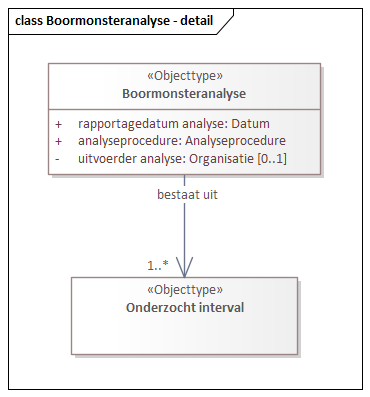 class Boormonsteranalyse - detail
«Objecttype»
Boormonsteranalyse
+ rapportagedatum analyse: Datum
+ analyseprocedure: Analyseprocedure
- uitvoerder analyse: Organisatie [0..1]
bestaat uit
1..*
«Objecttype»
Onderzocht interval